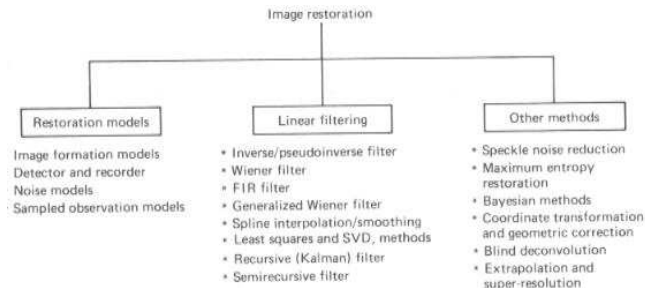 Image restoration
Restoration models
Image formation models
Detector and recorder
Noise models
Sampled observation models
Linear filtering
• Inverse/pseudoinverse filter
• Wiener filter
• FIR filter
• Generalized Wiener filter
• Spline interpolation/smoothing
• Least squares and SVD, methods
• Recursive (Kalman) filter
• Semirecursive filter
Other methods
• Speckle noise reduction
• Maximum entropy
restoration
• Bayesian methods
• Coordinate transformation
and geometric correction
• Blind deconvolution
• Extrapolation and
super-resolution